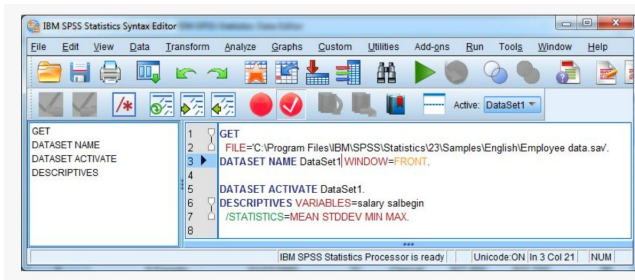 IBM SPSS Statistics Syntax Editor
File Edit View Data Transform Analyze Graphs Custom Utilities Add-ons Run Tools Window Help
Active: DataSet1
GET
DATASET NAME
DATASET ACTIVATE
DESCRIPTIVES
1 GET
2 FILE='C:\Program Files\IBM\SPSS\Statistics\23\Samples\English\Employee data.sav'.
3 DATASET NAME DataSet1 WINDOW=FRONT.
4
5 DATASET ACTIVATE DataSet1.
6 DESCRIPTIVES VARIABLES=salary salbegin
7 /STATISTICS=MEAN STDDEV MIN MAX.
8
IBM SPSS Statistics Processor is ready Unicode:ON In 3 Col 21 NUM